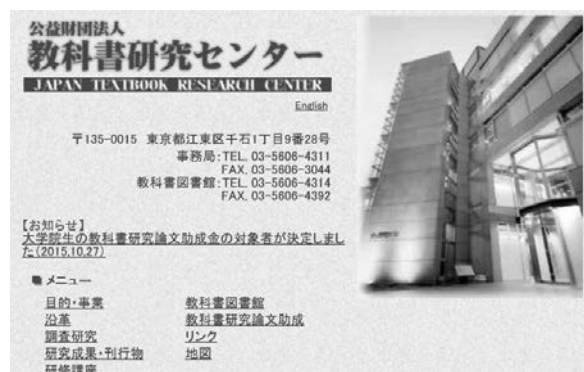 公益財団法人
教科書研究センター
JAPAN TEXTBOOK RESEARCH CENTER
English
〒135-0015 東京都江東区千石1丁目9番28号
事務局:TEL. 03-5606-4311
FAX. 03-5606-3044
教科書図書館:TEL. 03-5606-4314
FAX. 03-5606-4392
【お知らせ】
大学院生の教科書研究論文助成金の対象者が決定しまし
た(2015.10.27)
メニュー
目的・事業
沿革
調査研究
研究成果・刊行物
研修講座
教科書図書館
教科書研究論文助成
リンク
地図